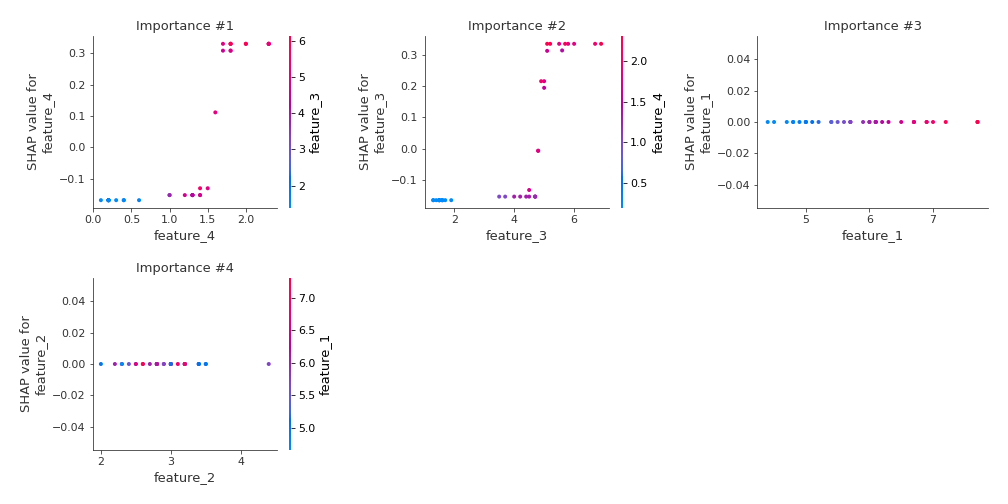 Importance #1
0.3
0.2
0.1
0.0
−0.1
SHAP value for
feature_4
0.0
0.5
1.0
1.5
2.0
feature_4
6
5
4
3
2
feature_3
Importance #2
0.3
0.2
0.1
0.0
−0.1
SHAP value for
feature_3
2
4
6
feature_3
2.0
1.5
1.0
0.5
feature_4
Importance #3
0.04
0.02
0.00
−0.02
−0.04
SHAP value for
feature_1
5
6
7
feature_1
Importance #4
0.04
0.02
0.00
−0.02
−0.04
SHAP value for
feature_2
2
3
4
feature_2
7.0
6.5
6.0
5.5
5.0
feature_1